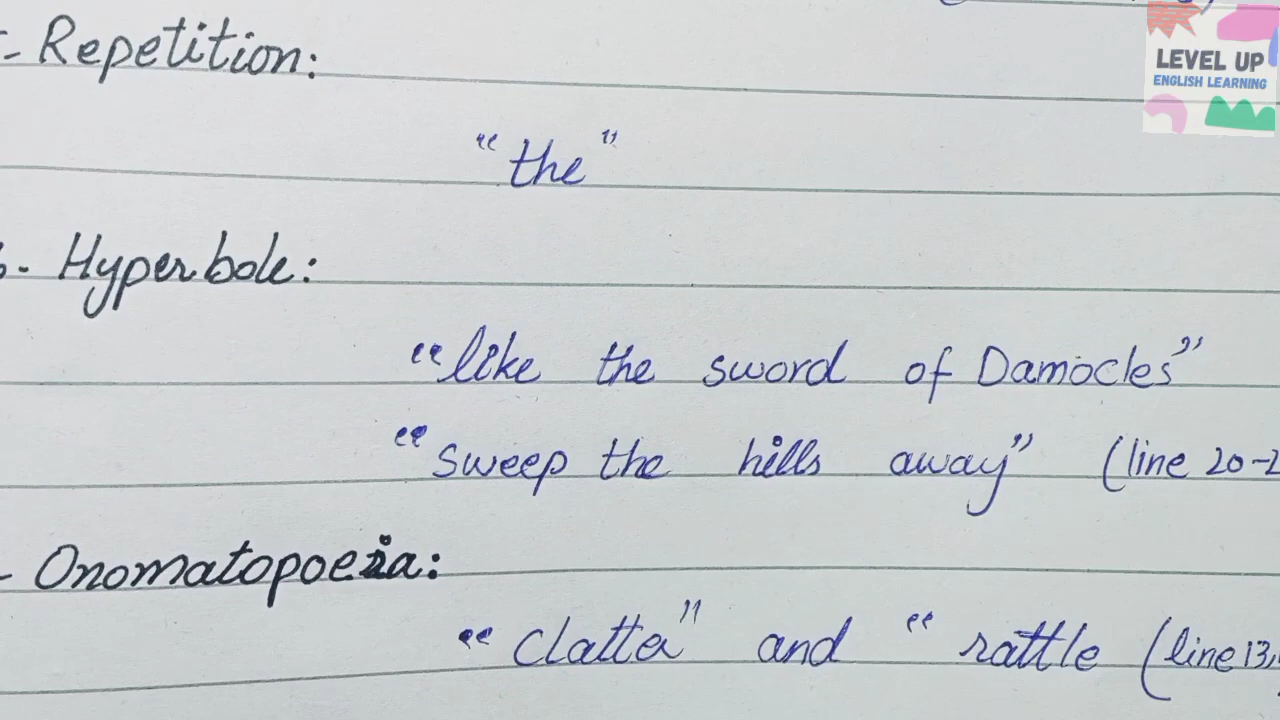 LEVEL UP
ENGLISH LEARNING
- Repetition:
"the"
- Hyperbole:
"like the sword of Damocles"
"sweep the hills away" (line 20-2
- Onomatopoeia:
"clatter" and "rattle (line 13,